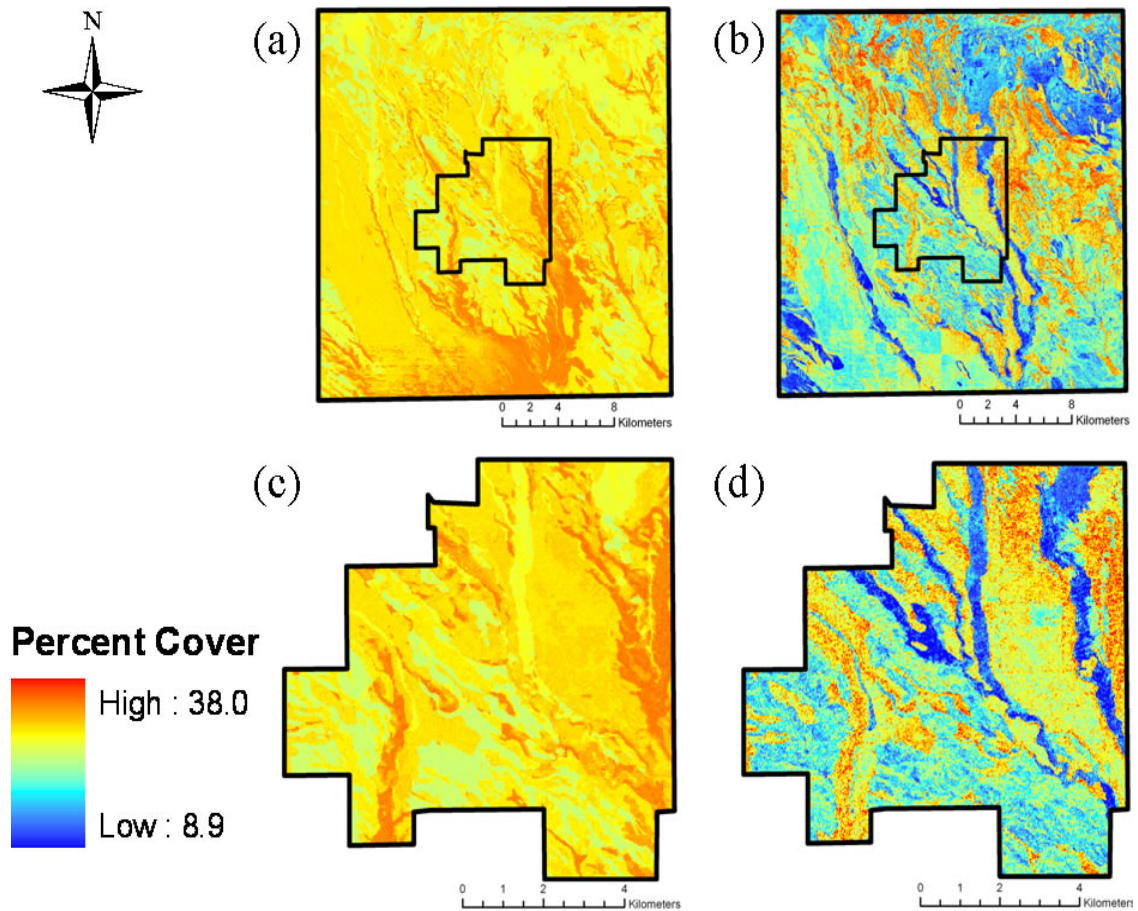 N
(a)
(b)
0 2 4 8
Kilometers
0 2 4 8
Kilometers
(c)
(d)
Percent Cover
High : 38.0
Low : 8.9
0 1 2 4
Kilometers
0 1 2 4
Kilometers